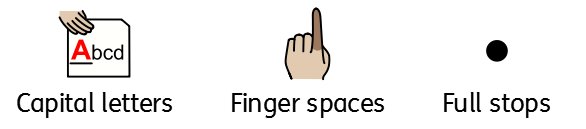 Abcd
Capital letters
Finger spaces
Full stops